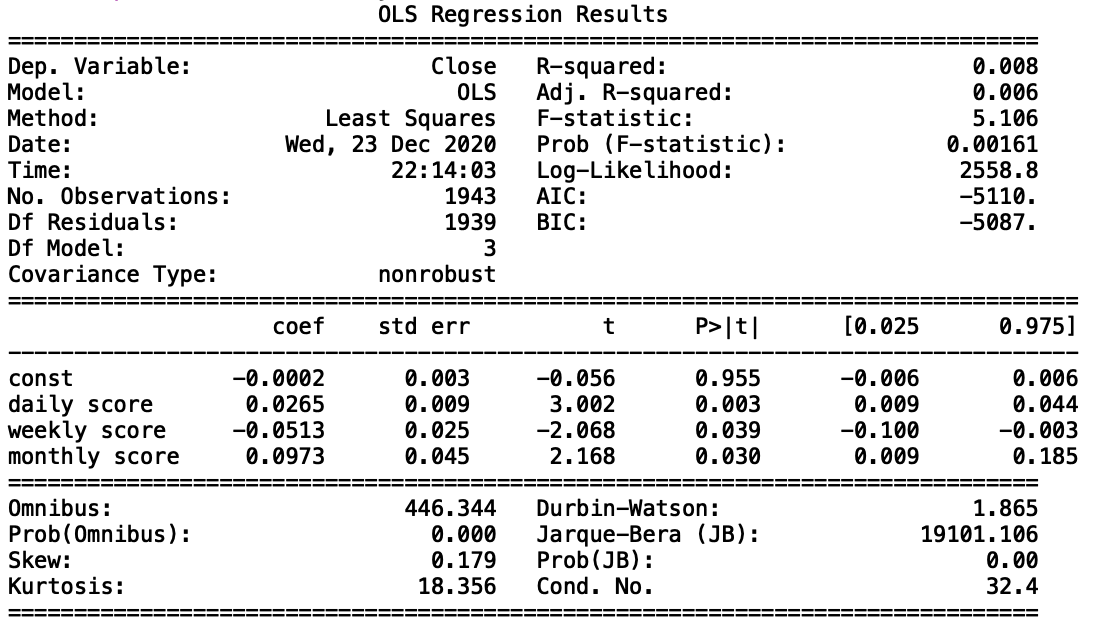 OLS Regression Results
==============================================================================
Dep. Variable: Close R-squared: 0.008
Model: OLS Adj. R-squared: 0.006
Method: Least Squares F-statistic: 5.106
Date: Wed, 23 Dec 2020 Prob (F-statistic): 0.00161
Time: 22:14:03 Log-Likelihood: 2558.8
No. Observations: 1943 AIC: -5110.
Df Residuals: 1939 BIC: -5087.
Df Model: 3
Covariance Type: nonrobust
=================================================================================
coef std err t P>|t| [0.025 0.975]
---------------------------------------------------------------------------------
const -0.0002 0.003 -0.056 0.955 -0.006 0.006
daily score 0.0265 0.009 3.002 0.003 0.009 0.044
weekly score -0.0513 0.025 -2.068 0.039 -0.100 -0.003
monthly score 0.0973 0.045 2.168 0.030 0.009 0.185
==============================================================================
Omnibus: 446.344 Durbin-Watson: 1.865
Prob(Omnibus): 0.000 Jarque-Bera (JB): 19101.106
Skew: 0.179 Prob(JB): 0.00
Kurtosis: 18.356 Cond. No. 32.4
==============================================================================